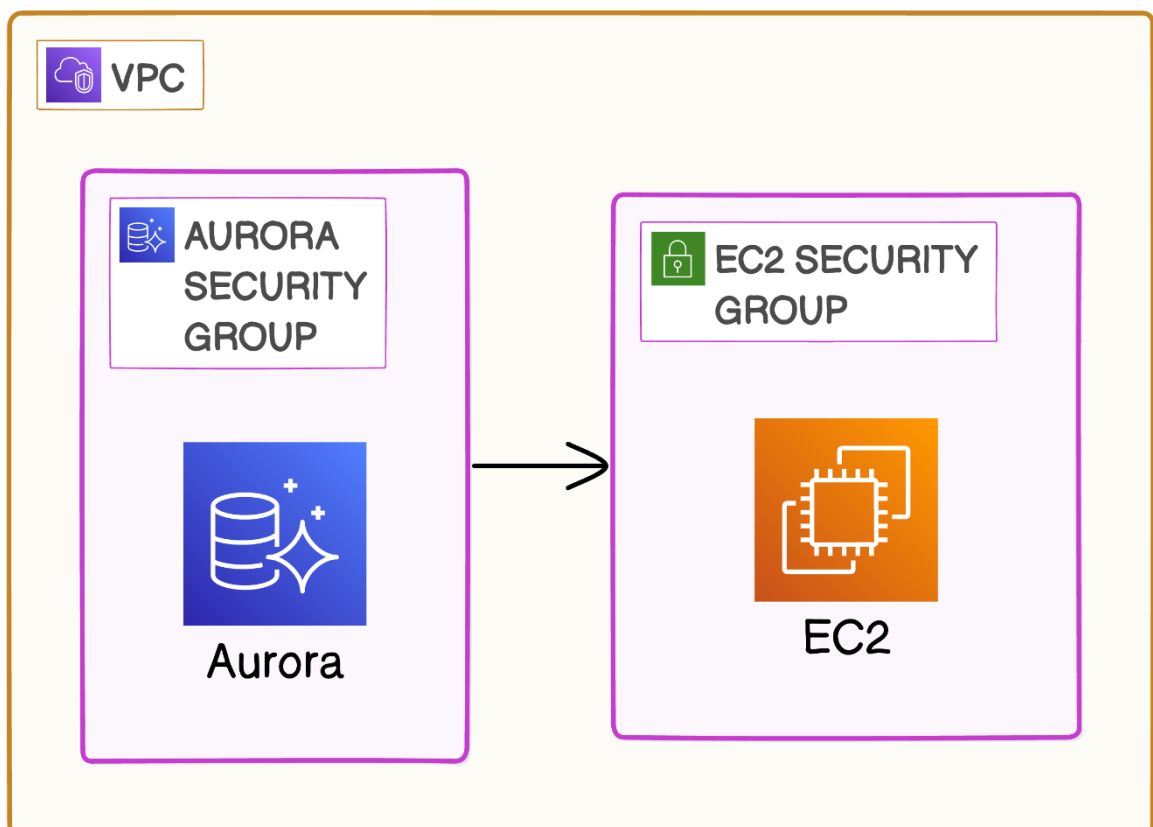 VPC
AURORA
SECURITY
GROUP
EC2 SECURITY
GROUP
Aurora
EC2